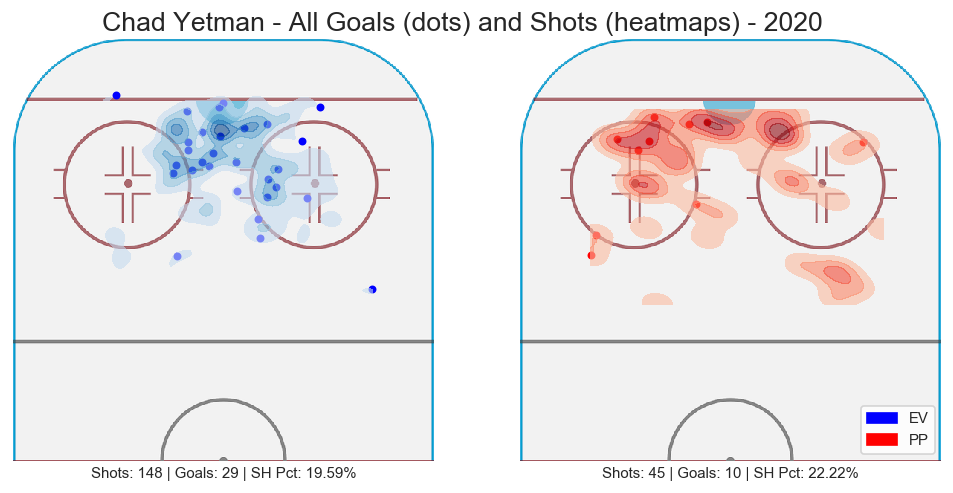 Chad Yetman - All Goals (dots) and Shots (heatmaps) - 2020
EV
PP
Shots: 148 | Goals: 29 | SH Pct: 19.59%
Shots: 45 | Goals: 10 | SH Pct: 22.22%